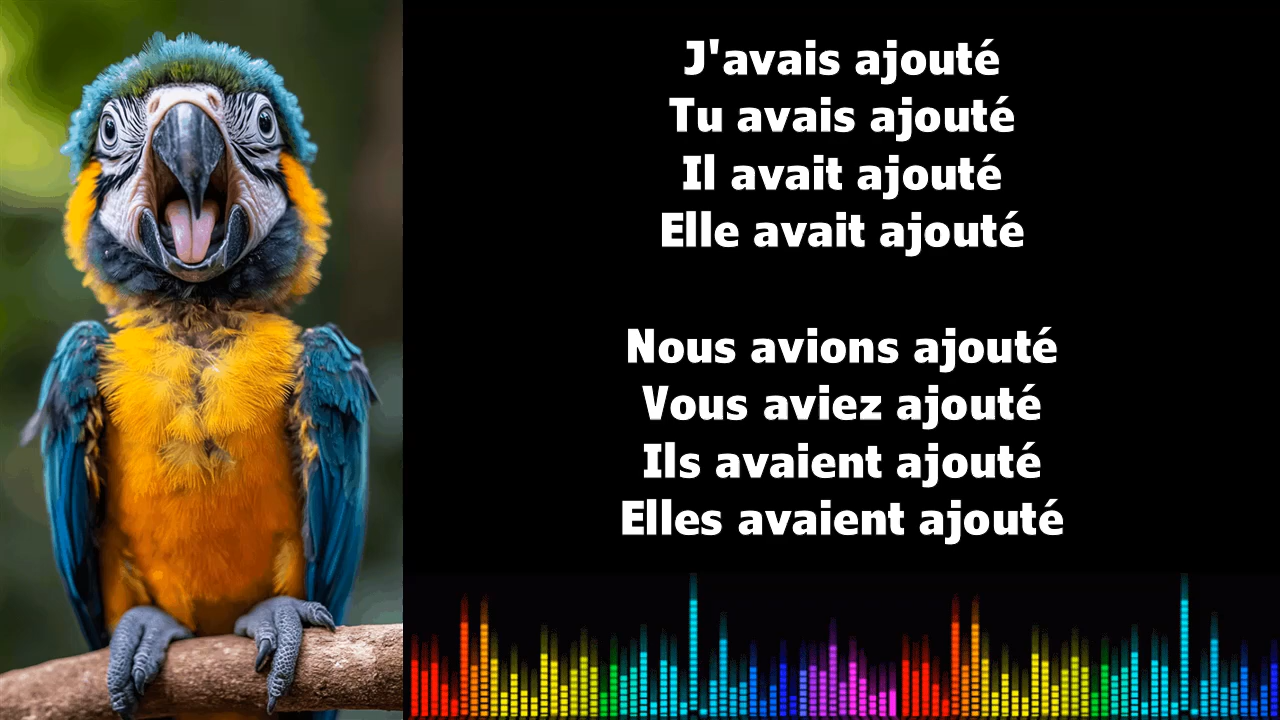 J'avais ajouté
Tu avais ajouté
Il avait ajouté
Elle avait ajouté
Nous avions ajouté
Vous aviez ajouté
Ils avaient ajouté
Elles avaient ajouté